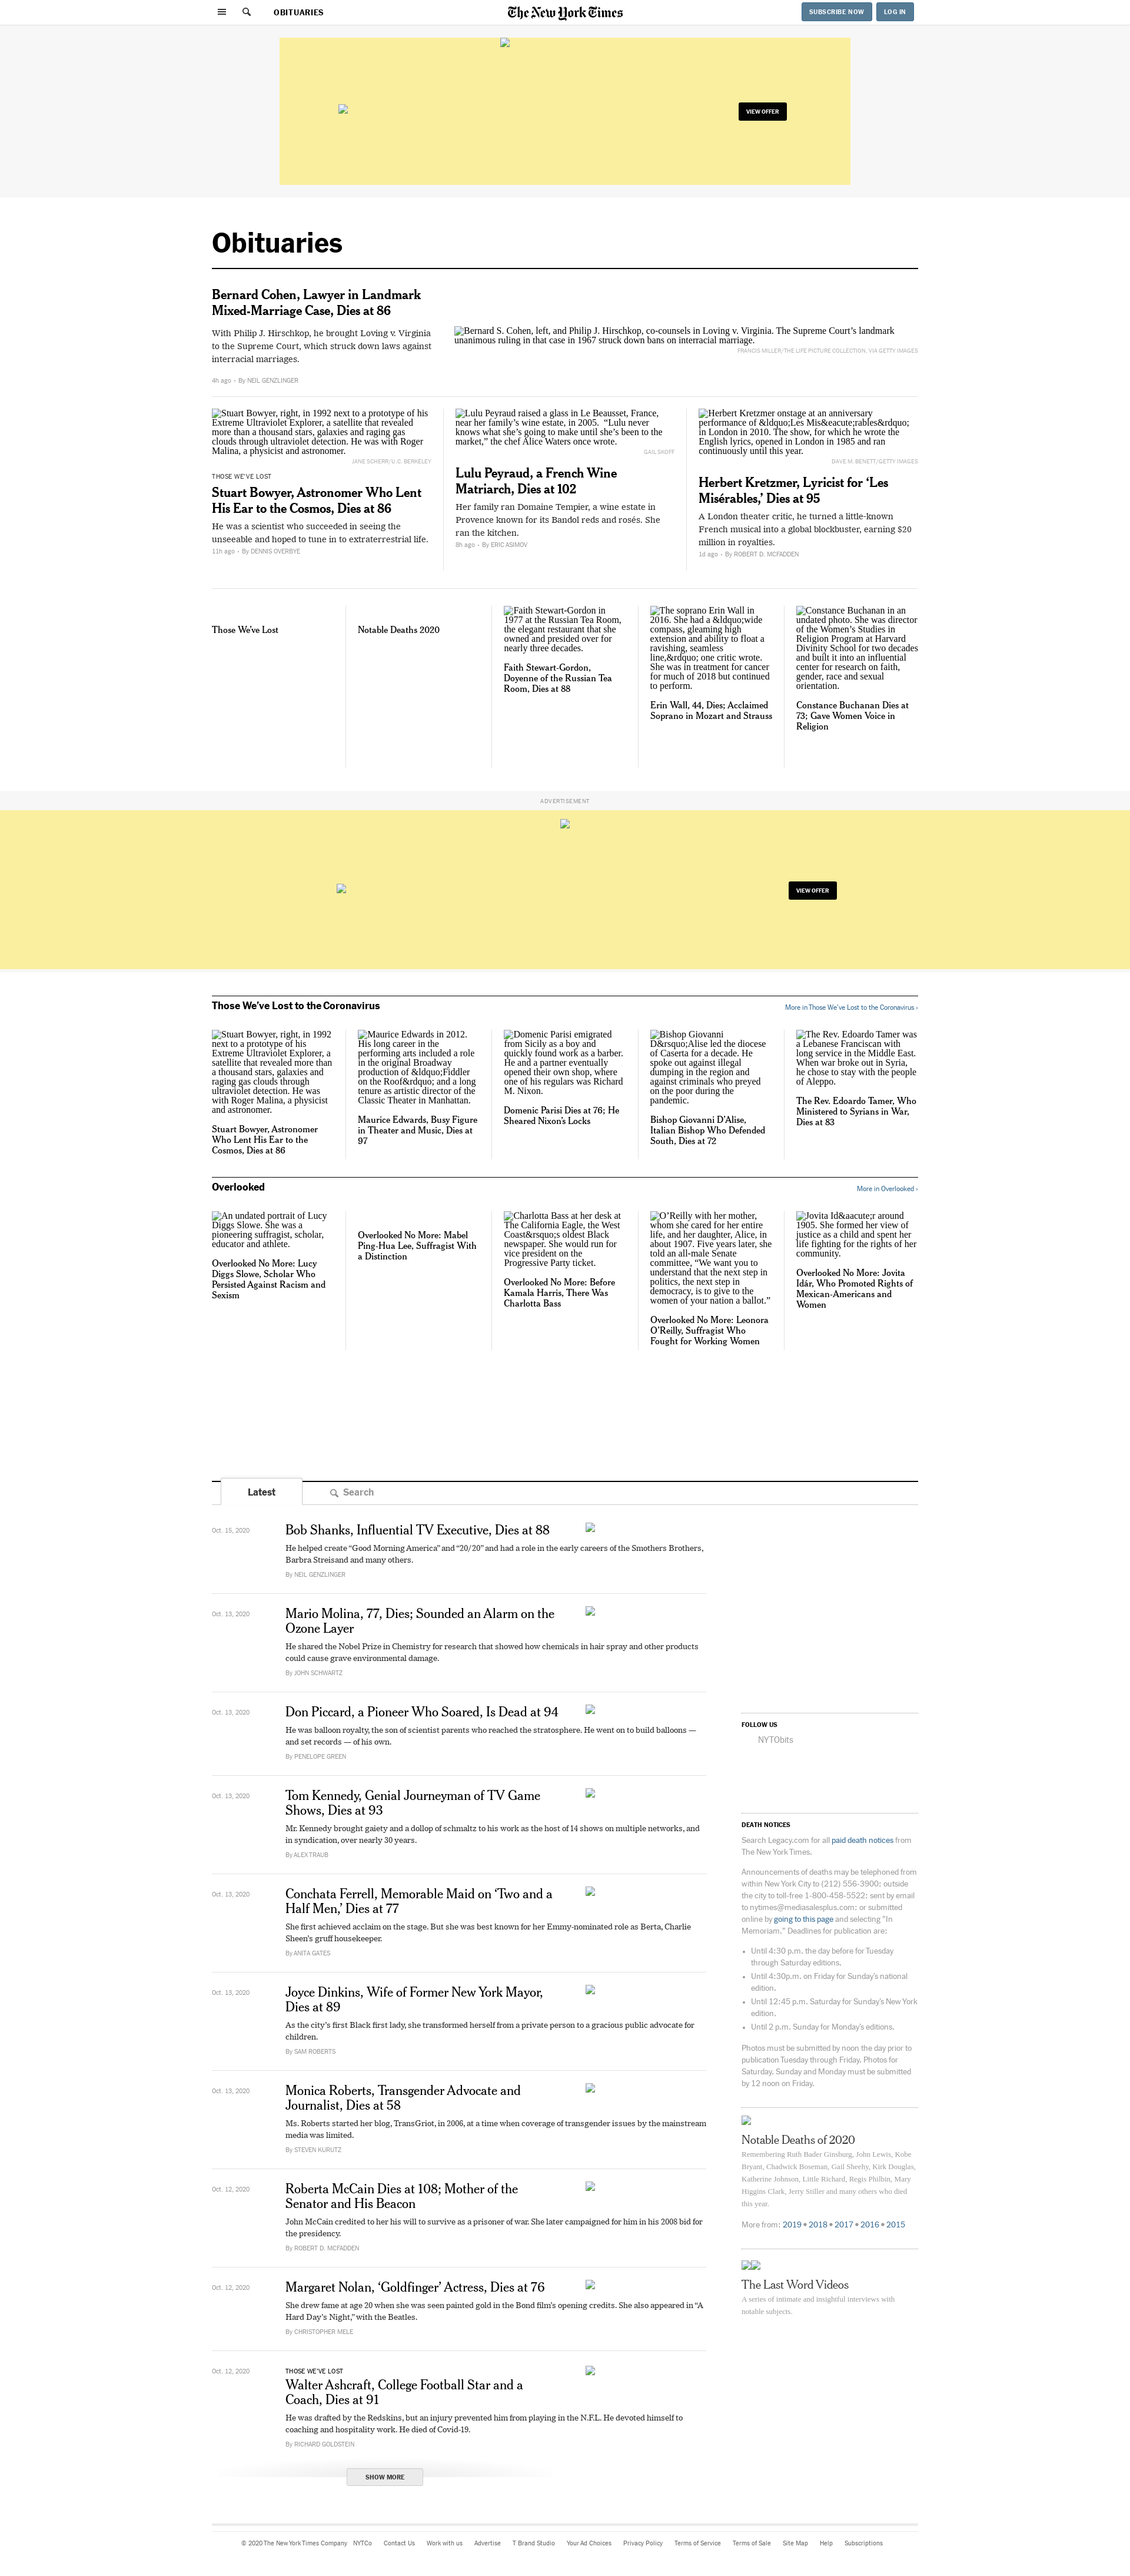 OBITUARIES
The New York Times
SUBSCRIBE NOW
LOG IN
VIEW OFFER
Obituaries
Bernard Cohen, Lawyer in Landmark
Mixed-Marriage Case, Dies at 86
With Philip J. Hirschkop, he brought Loving v. Virginia
to the Supreme Court, which struck down laws against
interracial marriages.
4h ago • By NEIL GENZLINGER
Bernard S. Cohen, left, and Philip J. Hirschkop, co-counsels in Loving v. Virginia. The Supreme Court's landmark
unanimous ruling in that case in 1967 struck down bans on interracial marriage.
FRANCIS MILLER/THE LIFE PICTURE COLLECTION, VIA GETTY IMAGES
Stuart Bowyer, right, in 1992 next to a prototype of his
Extreme Ultraviolet Explorer, a satellite that revealed
more than a thousand stars, galaxies and raging gas
clouds through ultraviolet detection. He was with Roger
Malina, a physicist and astronomer.
JANE SCHERR/U.C. BERKELEY
THOSE WE'VE LOST
Stuart Bowyer, Astronomer Who Lent
His Ear to the Cosmos, Dies at 86
He was a scientist who succeeded in seeing the
unseeable and hoped to tune in to extraterrestrial life.
11h ago • By DENNIS OVERBYE
Lulu Peyraud raised a glass in Le Beausset, France,
near her family's wine estate, in 2005.  “Lulu never
knows what she's going to make until she's been to the
market,” the chef Alice Waters once wrote.
GAIL SKOFF
Lulu Peyraud, a French Wine
Matriarch, Dies at 102
Her family ran Domaine Tempier, a wine estate in
Provence known for its Bandol reds and rosés. She
ran the kitchen.
8h ago • By ERIC ASIMOV
Herbert Kretzmer onstage at an anniversary
performance of &ldquo;Les Mis&eacute;rables&rdquo;
in London in 2010. The show, for which he wrote the
English lyrics, opened in London in 1985 and ran
continuously until this year.
DAVE M. BENETT/GETTY IMAGES
Herbert Kretzmer, Lyricist for ‘Les
Misérables,’ Dies at 95
A London theater critic, he turned a little-known
French musical into a global blockbuster, earning $20
million in royalties.
1d ago • By ROBERT D. MCFADDEN
Those We've Lost
Notable Deaths 2020
Faith Stewart-Gordon in
1977 at the Russian Tea Room,
the elegant restaurant that she
owned and presided over for
nearly three decades.
Faith Stewart-Gordon,
Doyenne of the Russian Tea
Room, Dies at 88
The soprano Erin Wall in
2016. She had a &ldquo;wide
compass, gleaming high
extension and ability to float a
ravishing, seamless
line,&rdquo; one critic wrote.
She was in treatment for cancer
for much of 2018 but continued
to perform.
Erin Wall, 44, Dies; Acclaimed
Soprano in Mozart and Strauss
Constance Buchanan in an
undated photo. She was director
of the Women's Studies in
Religion Program at Harvard
Divinity School for two decades
and built it into an influential
center for research on faith,
gender, race and sexual
orientation.
Constance Buchanan Dies at
73; Gave Women Voice in
Religion
ADVERTISEMENT
VIEW OFFER
Those We've Lost to the Coronavirus
More in Those We've Lost to the Coronavirus ›
Stuart Bowyer, right, in 1992
next to a prototype of his
Extreme Ultraviolet Explorer, a
satellite that revealed more than
a thousand stars, galaxies and
raging gas clouds through
ultraviolet detection. He was
with Roger Malina, a physicist
and astronomer.
Stuart Bowyer, Astronomer
Who Lent His Ear to the
Cosmos, Dies at 86
Maurice Edwards in 2012.
His long career in the
performing arts included a role
in the original Broadway
production of &ldquo;Fiddler
on the Roof&rdquo; and a long
tenure as artistic director of the
Classic Theater in Manhattan.
Maurice Edwards, Busy Figure
in Theater and Music, Dies at
97
Domenic Parisi emigrated
from Sicily as a boy and
quickly found work as a barber.
He and a partner eventually
opened their own shop, where
one of his regulars was Richard
M. Nixon.
Domenic Parisi Dies at 76; He
Sheared Nixon's Locks
Bishop Giovanni
D&rsquo;Alise led the diocese
of Caserta for a decade. He
spoke out against illegal
dumping in the region and
against criminals who preyed
on the poor during the
pandemic.
Bishop Giovanni D'Alise,
Italian Bishop Who Defended
South, Dies at 72
The Rev. Edoardo Tamer was
a Lebanese Franciscan with
long service in the Middle East.
When war broke out in Syria,
he chose to stay with the people
of Aleppo.
The Rev. Edoardo Tamer, Who
Ministered to Syrians in War,
Dies at 83
Overlooked
More in Overlooked ›
An undated portrait of Lucy
Diggs Slowe. She was a
pioneering suffragist, scholar,
educator and athlete.
Overlooked No More: Lucy
Diggs Slowe, Scholar Who
Persisted Against Racism and
Sexism
Overlooked No More: Mabel
Ping-Hua Lee, Suffragist With
a Distinction
Charlotta Bass at her desk at
The California Eagle, the West
Coast&rsquo;s oldest Black
newspaper. She would run for
vice president on the
Progressive Party ticket.
Overlooked No More: Before
Kamala Harris, There Was
Charlotta Bass
O'Reilly with her mother,
whom she cared for her entire
life, and her daughter, Alice, in
about 1912. Five years later, she
told an all-male Senate
committee, “We want you to
understand that the next step in
politics, the next step in
democracy, is to give to the
women of your nation a ballot.”
Overlooked No More: Leonora
O'Reilly, Suffragist Who
Fought for Working Women
Jovita Id&aacute;r around
1905. She formed her view of
justice as a child and spent her
life fighting for the rights of her
community.
Overlooked No More: Jovita
Idár, Who Promoted Rights of
Mexican-Americans and
Women
Latest
Search
Oct. 15, 2020
Bob Shanks, Influential TV Executive, Dies at 88
He helped create “Good Morning America” and “20/20” and had a role in the early careers of the Smothers Brothers,
Barbra Streisand and many others.
By NEIL GENZLINGER
Oct. 13, 2020
Mario Molina, 77, Dies; Sounded an Alarm on the
Ozone Layer
He shared the Nobel Prize in Chemistry for research that showed how chemicals in hair spray and other products
could cause grave environmental damage.
By JOHN SCHWARTZ
Oct. 13, 2020
Don Piccard, a Pioneer Who Soared, Is Dead at 94
He was balloon royalty, the son of scientist parents who reached the stratosphere. He went on to build balloons —
and set records — of his own.
By PENELOPE GREEN
Oct. 13, 2020
Tom Kennedy, Genial Journeyman of TV Game
Shows, Dies at 93
Mr. Kennedy brought gaiety and a dollop of schmaltz to his work as the host of 14 shows on multiple networks, and
in syndication, over nearly 30 years.
By ALEX TRAUB
Oct. 13, 2020
Conchata Ferrell, Memorable Maid on ‘Two and a
Half Men,’ Dies at 77
She first achieved acclaim on the stage. But she was best known for her Emmy-nominated role as Berta, Charlie
Sheen's gruff housekeeper.
By ANITA GATES
Oct. 13, 2020
Joyce Dinkins, Wife of Former New York Mayor,
Dies at 89
As the city's first Black first lady, she transformed herself from a private person to a gracious public advocate for
children.
By SAM ROBERTS
Oct. 13, 2020
Monica Roberts, Transgender Advocate and
Journalist, Dies at 58
Ms. Roberts started her blog, TransGriot, in 2006, at a time when coverage of transgender issues by the mainstream
media was limited.
By STEVEN KURUTZ
Oct. 12, 2020
Roberta McCain Dies at 108; Mother of the
Senator and His Beacon
John McCain credited to her his will to survive as a prisoner of war. She later campaigned for him in his 2008 bid for
the presidency.
By ROBERT D. MCFADDEN
Oct. 12, 2020
Margaret Nolan, ‘Goldfinger’ Actress, Dies at 76
She drew fame at age 20 when she was seen painted gold in the Bond film's opening credits. She also appeared in “A
Hard Day's Night,” with the Beatles.
By CHRISTOPHER MELE
Oct. 12, 2020
THOSE WE'VE LOST
Walter Ashcraft, College Football Star and a
Coach, Dies at 91
He was drafted by the Redskins, but an injury prevented him from playing in the N.F.L. He devoted himself to
coaching and hospitality work. He died of Covid-19.
By RICHARD GOLDSTEIN
SHOW MORE
FOLLOW US
NYTObits
DEATH NOTICES
Search Legacy.com for all paid death notices from
The New York Times.
Announcements of deaths may be telephoned from
within New York City to (212) 556-3900; outside
the city to toll-free 1-800-458-5522; sent by email
to nytimes@mediasalesplus.com; or submitted
online by going to this page and selecting "In
Memoriam." Deadlines for publication are:
• Until 4:30 p.m. the day before for Tuesday
through Saturday editions.
• Until 4:30p.m. on Friday for Sunday's national
edition.
• Until 12:45 p.m. Saturday for Sunday's New York
edition.
• Until 2 p.m. Sunday for Monday's editions.
Photos must be submitted by noon the day prior to
publication Tuesday through Friday. Photos for
Saturday, Sunday and Monday must be submitted
by 12 noon on Friday.
Notable Deaths of 2020
Remembering Ruth Bader Ginsburg, John Lewis, Kobe
Bryant, Chadwick Boseman, Gail Sheehy, Kirk Douglas,
Katherine Johnson, Little Richard, Regis Philbin, Mary
Higgins Clark, Jerry Stiller and many others who died
this year.
More from: 2019 • 2018 • 2017 • 2016 • 2015
The Last Word Videos
A series of intimate and insightful interviews with
notable subjects.
© 2020 The New York Times Company NYTCo Contact Us Work with us Advertise T Brand Studio Your Ad Choices Privacy Policy Terms of Service Terms of Sale Site Map Help Subscriptions